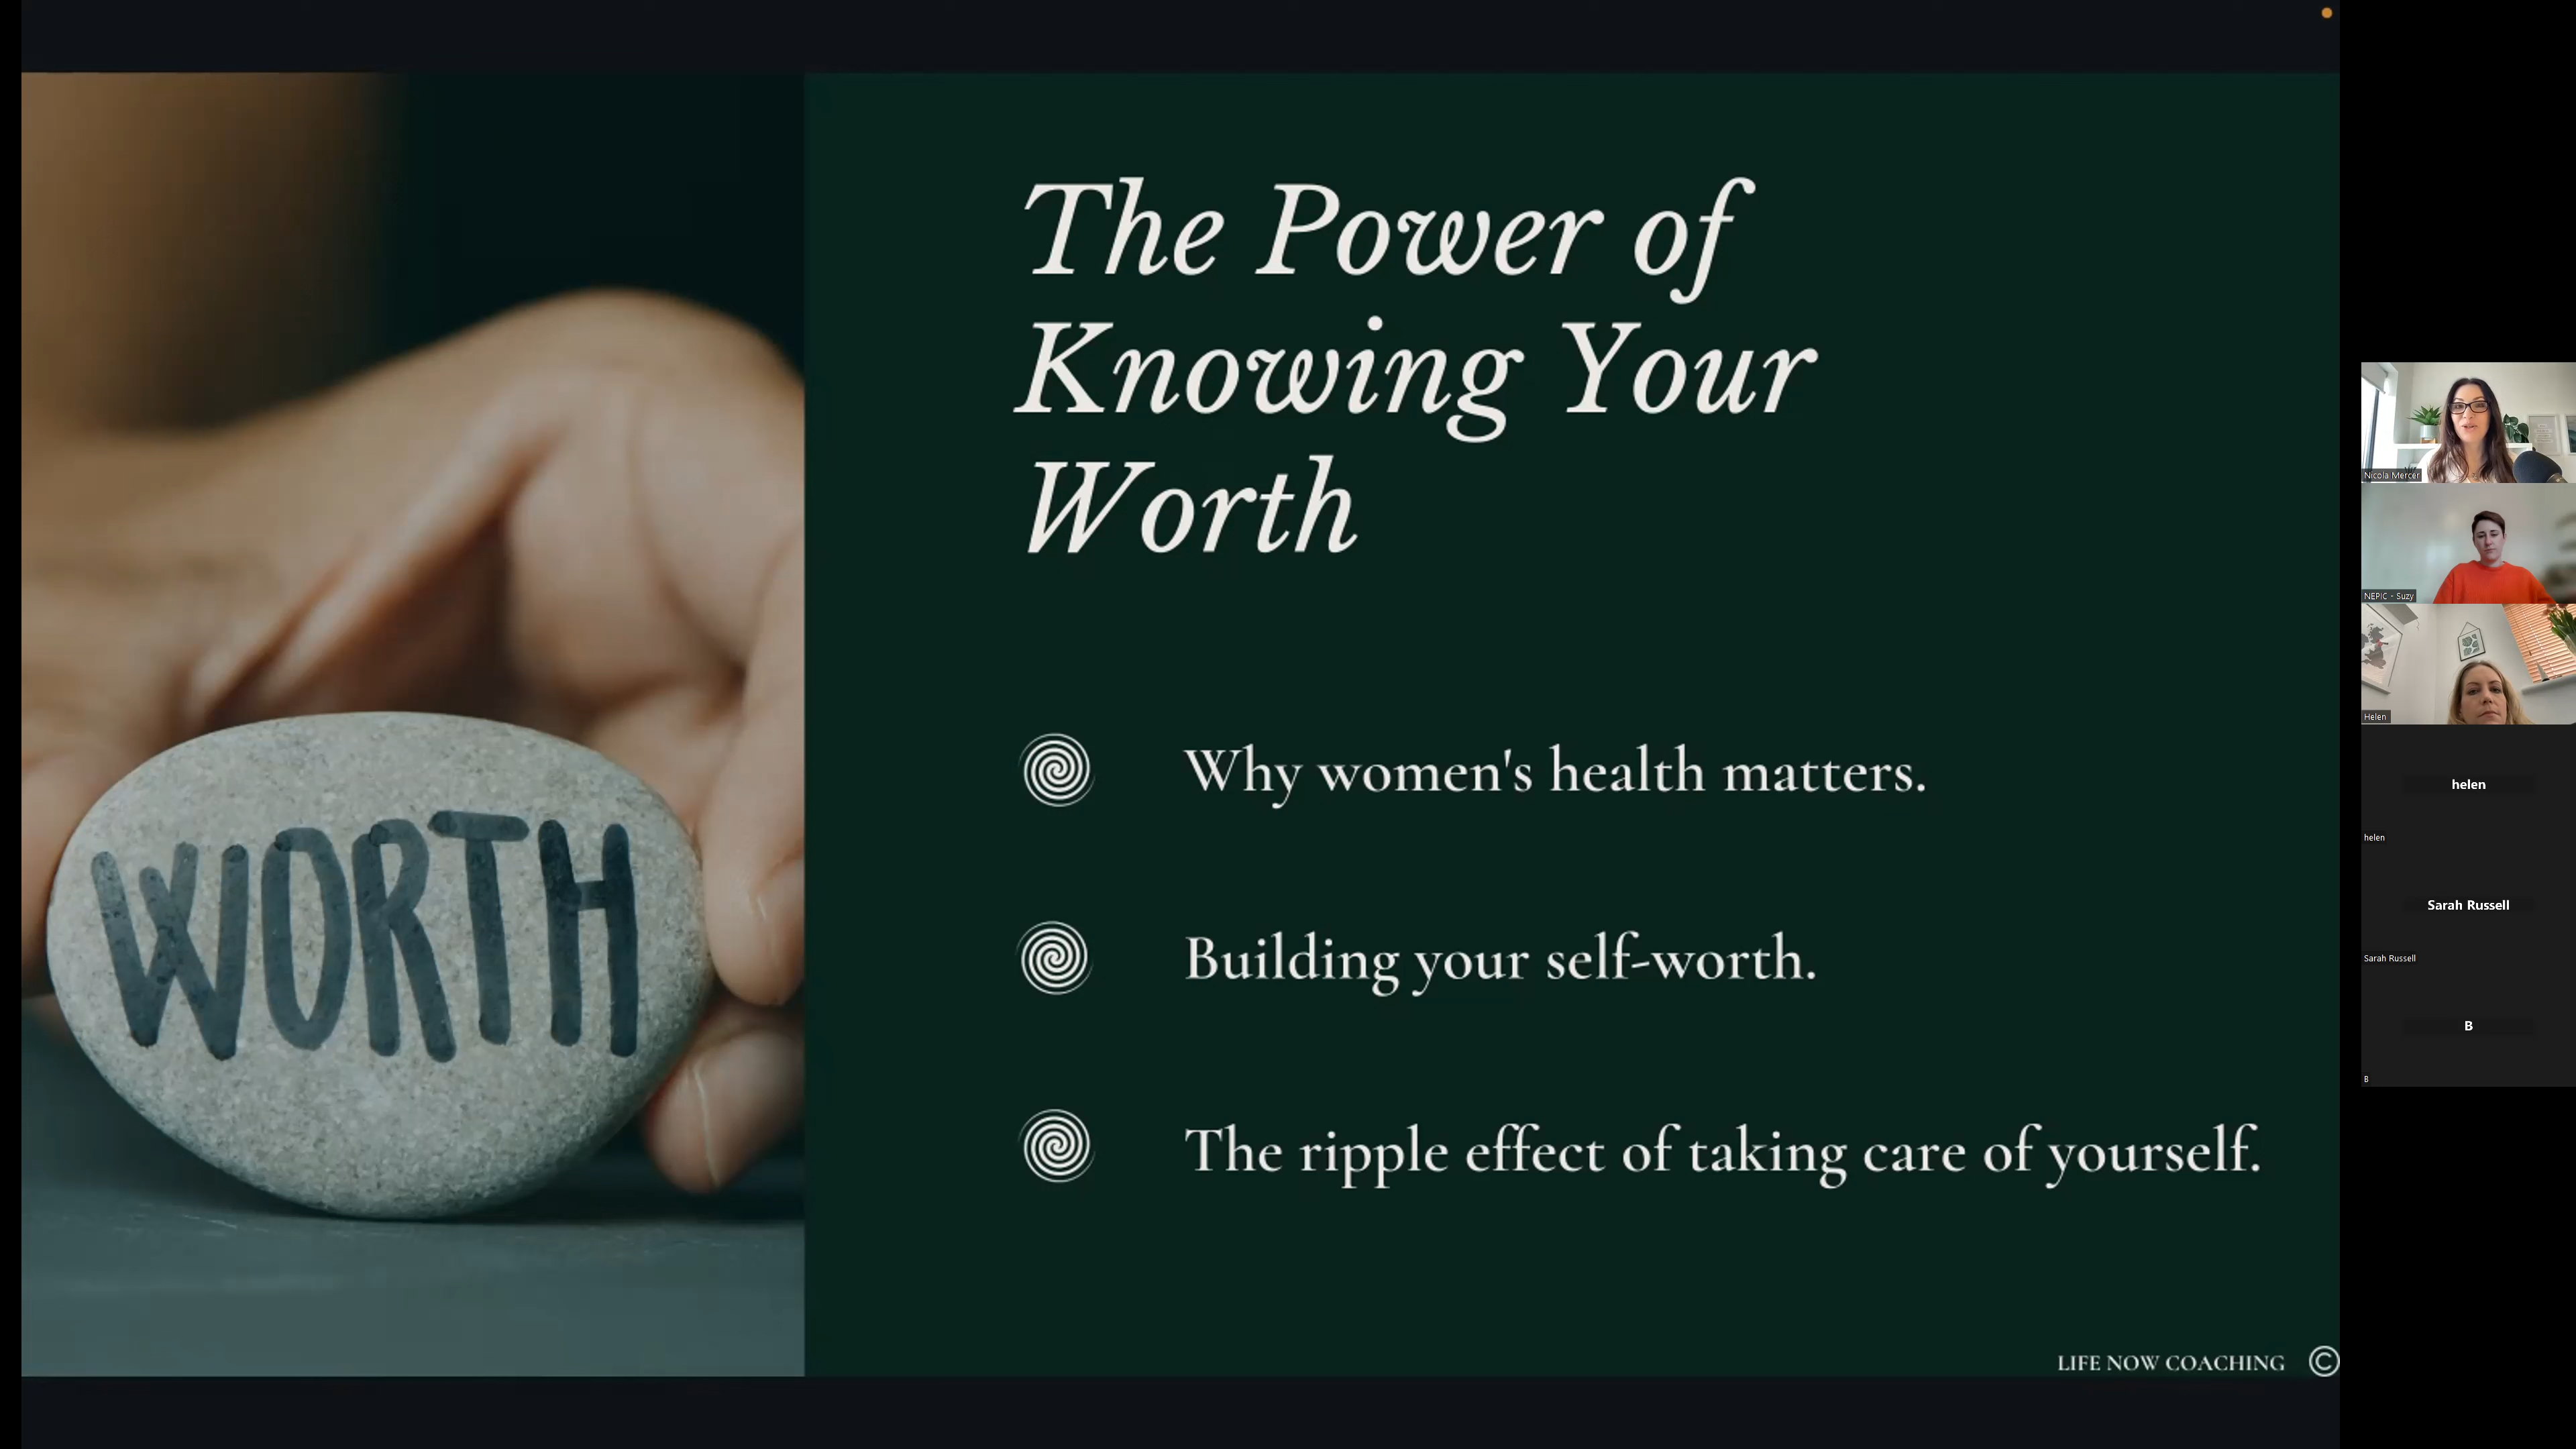 WORTH
The Power of
Knowing Your
Worth
Why women's health matters.
Building your self-worth.
The ripple effect of taking care of yourself.
LIFE NOW COACHING ©
Nicola Mercer
NEPIC - Suzy
Helen
helen
helen
Sarah Russell
Sarah Russell
B
B